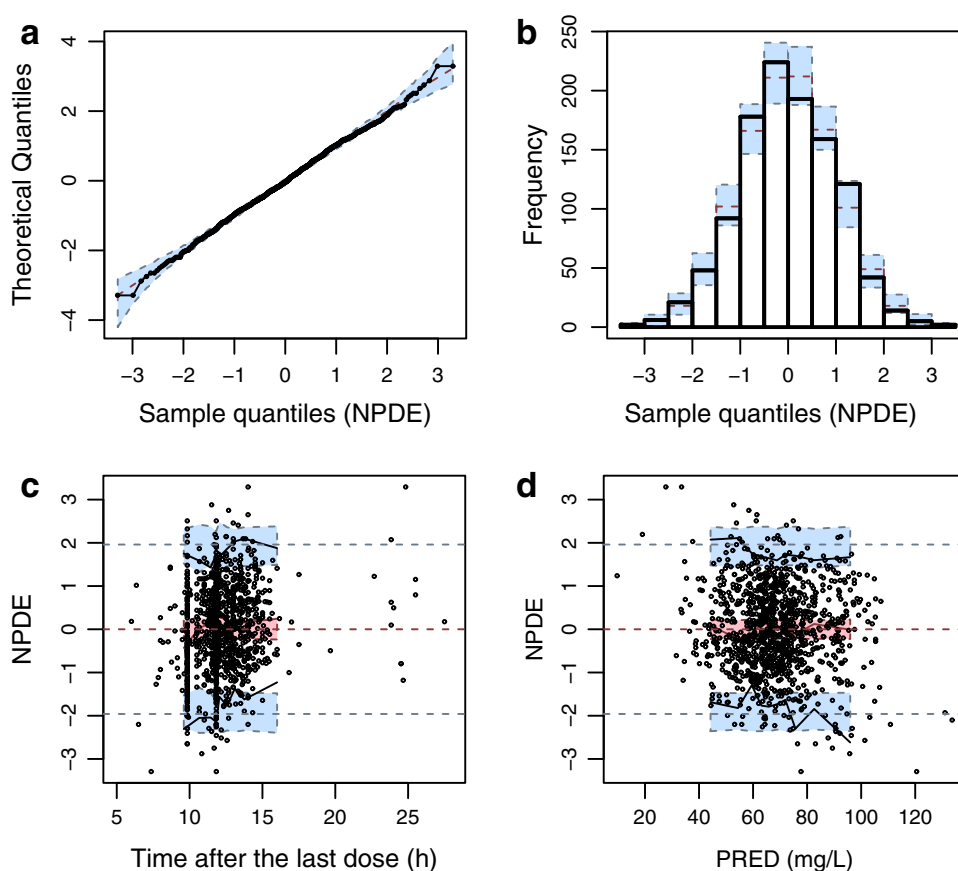 a
Theoretical Quantiles
4
2
0
−2
−4
−3 −2 −1 0 1 2 3
Sample quantiles (NPDE)
b
Frequency
250
200
150
100
50
0
−3 −2 −1 0 1 2 3
Sample quantiles (NPDE)
c
NPDE
3
2
1
0
−1
−2
−3
5 10 15 20 25
Time after the last dose (h)
d
NPDE
3
2
1
0
−1
−2
−3
20 40 60 80 100 120
PRED (mg/L)